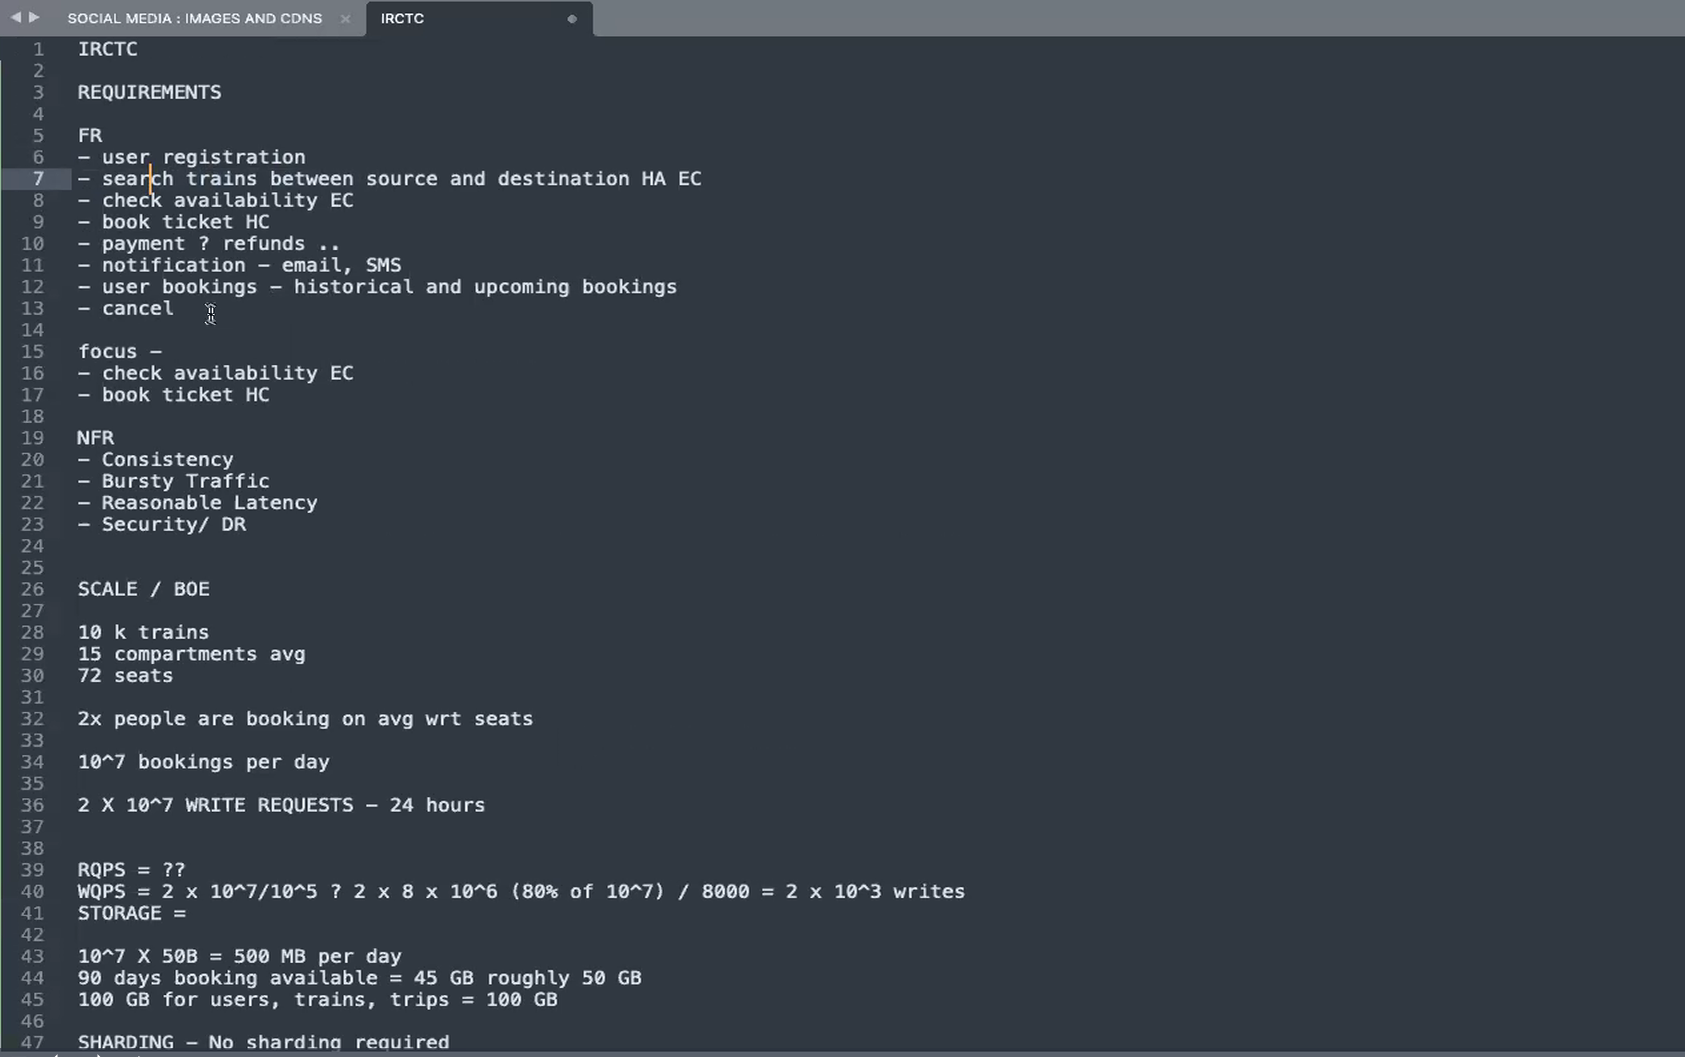 SOCIAL MEDIA : IMAGES AND CDNS
IRCTC
1 IRCTC
2
3 REQUIREMENTS
4
5 FR
6 - user registration
7 - search trains between source and destination HA EC
8 - check availability EC
9 - book ticket HC
10 - payment ? refunds ..
11 - notification - email, SMS
12 - user bookings - historical and upcoming bookings
13 - cancel
14
15 focus -
16 - check availability EC
17 - book ticket HC
18
19 NFR
20 - Consistency
21 - Bursty Traffic
22 - Reasonable Latency
23 - Security/ DR
24
25
26 SCALE / BOE
27
28 10 k trains
29 15 compartments avg
30 72 seats
31
32 2x people are booking on avg wrt seats
33
34 10^7 bookings per day
35
36 2 X 10^7 WRITE REQUESTS - 24 hours
37
38
39 RQPS = ??
40 WQPS = 2 x 10^7/10^5 ? 2 x 8 x 10^6 (80% of 10^7) / 8000 = 2 x 10^3 writes
41 STORAGE =
42
43 10^7 X 50B = 500 MB per day
44 90 days booking available = 45 GB roughly 50 GB
45 100 GB for users, trains, trips = 100 GB
46
47 SHARDING - No sharding required